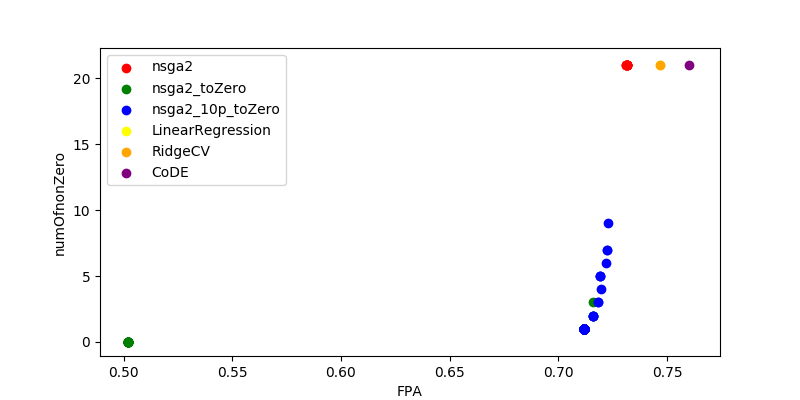 nsga2
nsga2_toZero
nsga2_10p_toZero
LinearRegression
RidgeCV
CoDE
numOfnonZero
20
15
10
5
0
0.50 0.55 0.60 0.65 0.70 0.75
FPA